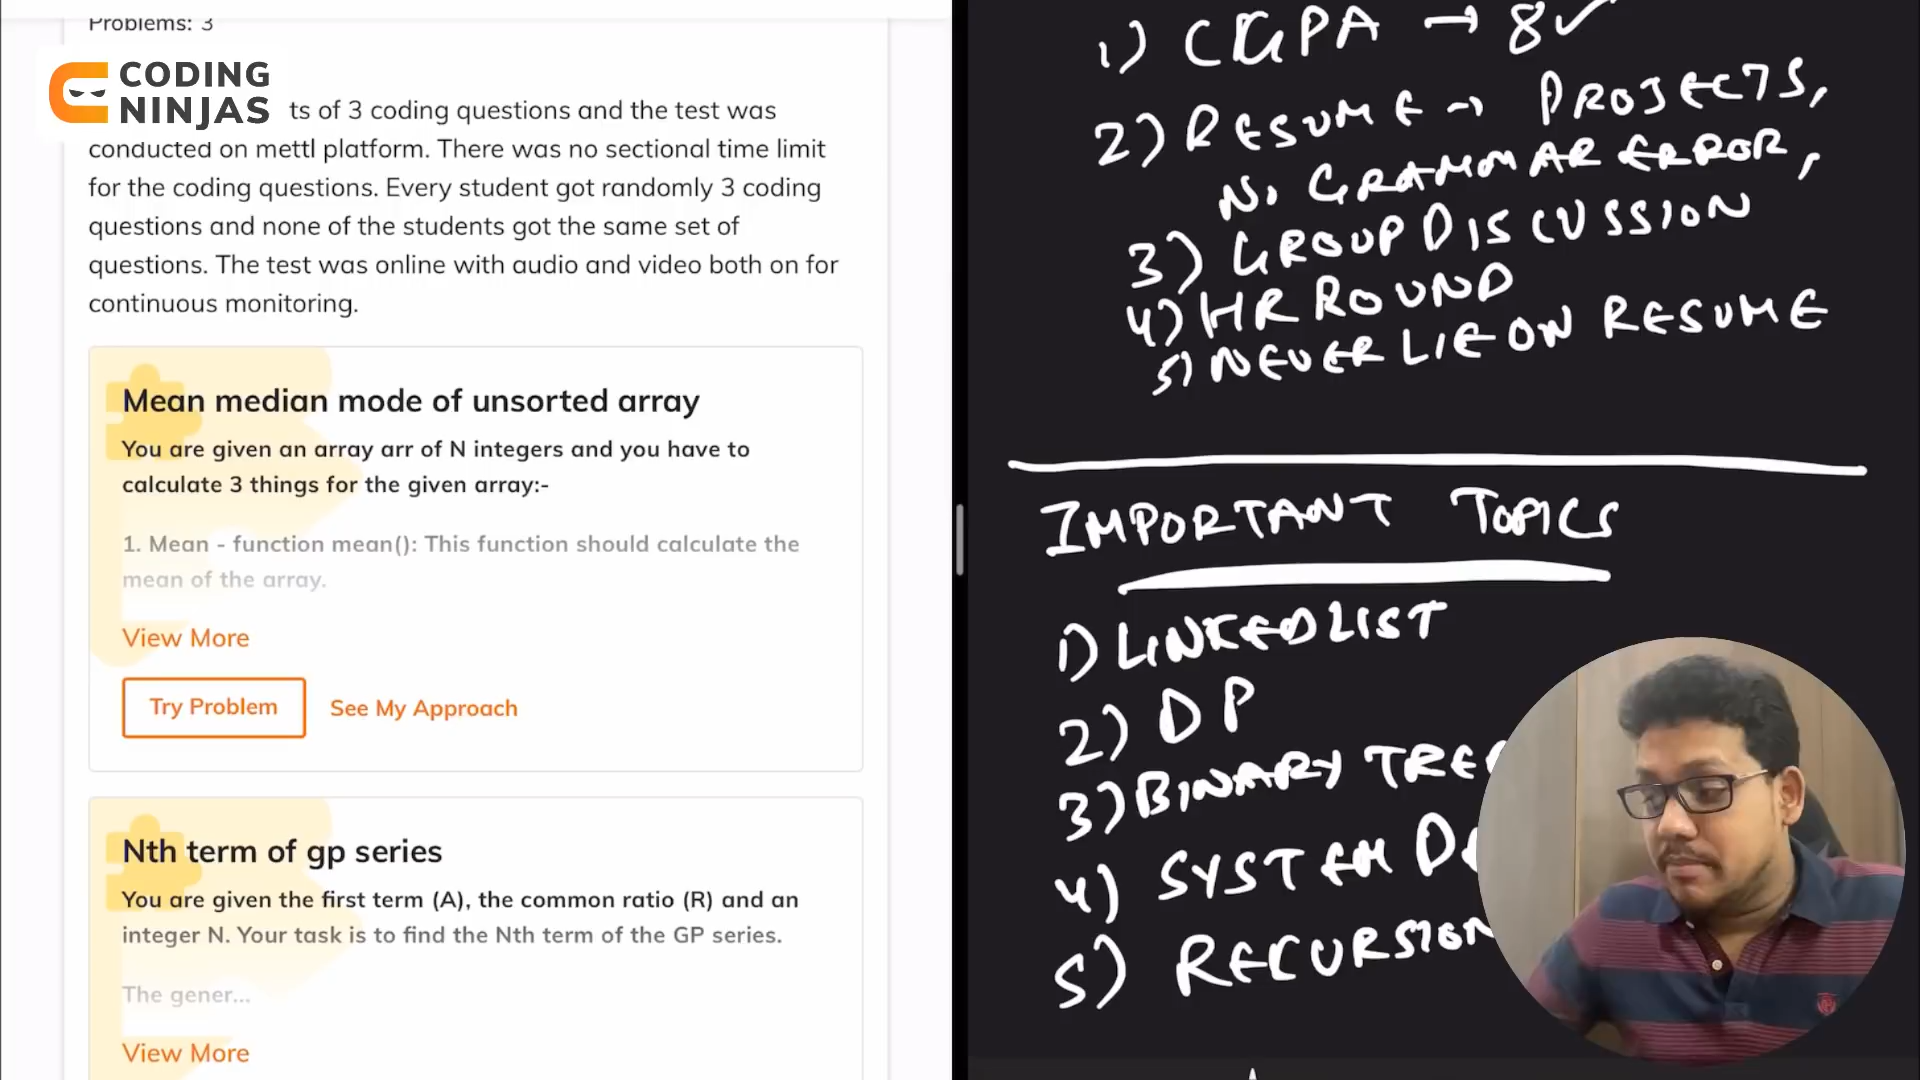 Problems: 3
CODING
NINJAS
ts of 3 coding questions and the test was
conducted on mettl platform. There was no sectional time limit
for the coding questions. Every student got randomly 3 coding
questions and none of the students got the same set of
questions. The test was online with audio and video both on for
continuous monitoring.
Mean median mode of unsorted array
You are given an array arr of N integers and you have to
calculate 3 things for the given array:-
1. Mean - function mean(): This function should calculate the
mean of the array.
View More
Try Problem See My Approach
Nth term of gp series
You are given the first term (A), the common ratio (R) and an
integer N. Your task is to find the Nth term of the GP series.
The gener...
View More
1) CGPA → 8✓
2) RESUME → PROJECTS,
No GRAMMAR ERROR,
3) GROUP DISCUSSION
4) HR ROUND
5) NEVER LIE ON RESUME
IMPORTANT TOPICS
1) LINKED LIST
2) DP
3) BINARY TREE
4) SYSTEM DE
5) RECURSION